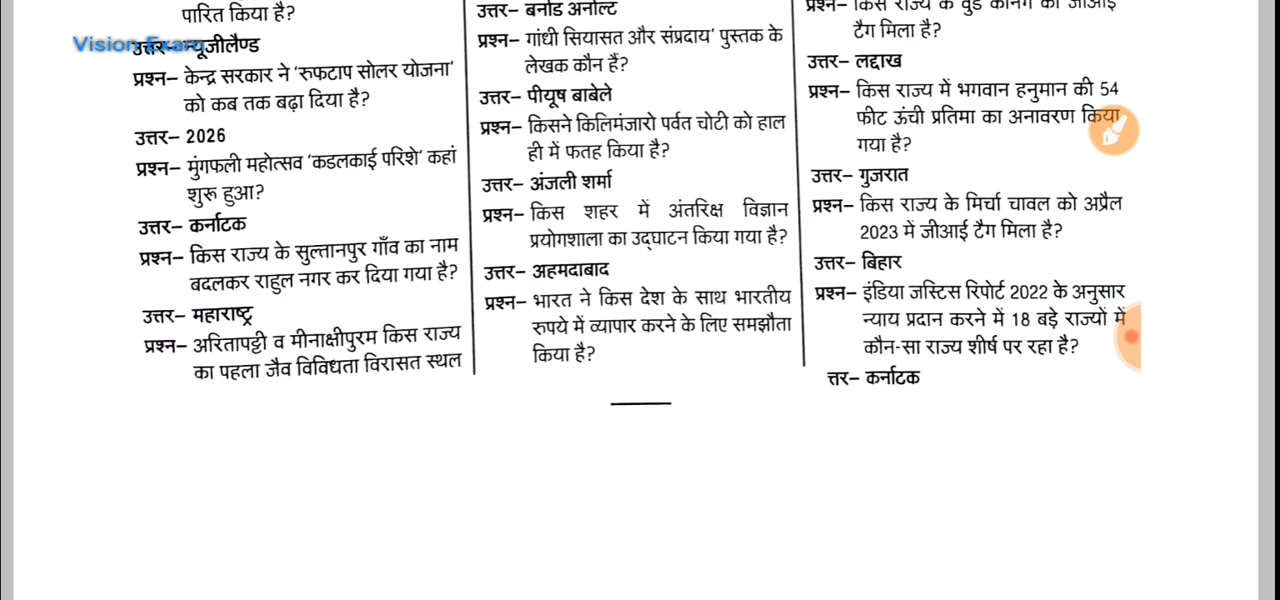 पारित किया है?
Vision Exam
उत्तर– न्यूजीलैण्ड
प्रश्न– केन्द्र सरकार ने ‘रुफटाप सोलर योजना’
को कब तक बढ़ा दिया है?
उत्तर– 2026
प्रश्न– मुंगफली महोत्सव ‘कडलकाई परिशे’ कहां
शुरू हुआ?
उत्तर– कर्नाटक
प्रश्न– किस राज्य के सुल्तानपुर गाँव का नाम
बदलकर राहुल नगर कर दिया गया है?
उत्तर– महाराष्ट्र
प्रश्न– अरितापट्टी व मीनाक्षीपुरम किस राज्य
का पहला जैव विविधता विरासत स्थल
उत्तर– बर्नार्ड अर्नाल्ट
प्रश्न– गांधी सियासत और संप्रदाय’ पुस्तक के
लेखक कौन हैं?
उत्तर– पीयूष बाबेले
प्रश्न– किसने किलिमंजारो पर्वत चोटी को हाल
ही में फतह किया है?
उत्तर– अंजली शर्मा
प्रश्न– किस शहर में अंतरिक्ष विज्ञान
प्रयोगशाला का उद्घाटन किया गया है?
उत्तर– अहमदाबाद
प्रश्न– भारत ने किस देश के साथ भारतीय
रुपये में व्यापार करने के लिए समझौता
किया है?
प्रश्न– किस राज्य के वुड कार्विंग को जीआई
टैग मिला है?
उत्तर– लद्दाख
प्रश्न– किस राज्य में भगवान हनुमान की 54
फीट ऊंची प्रतिमा का अनावरण किया
गया है?
उत्तर– गुजरात
प्रश्न– किस राज्य के मिर्चा चावल को अप्रैल
2023 में जीआई टैग मिला है?
उत्तर– बिहार
प्रश्न– इंडिया जस्टिस रिपोर्ट 2022 के अनुसार
न्याय प्रदान करने में 18 बड़े राज्यों में
कौन-सा राज्य शीर्ष पर रहा है?
त्तर– कर्नाटक